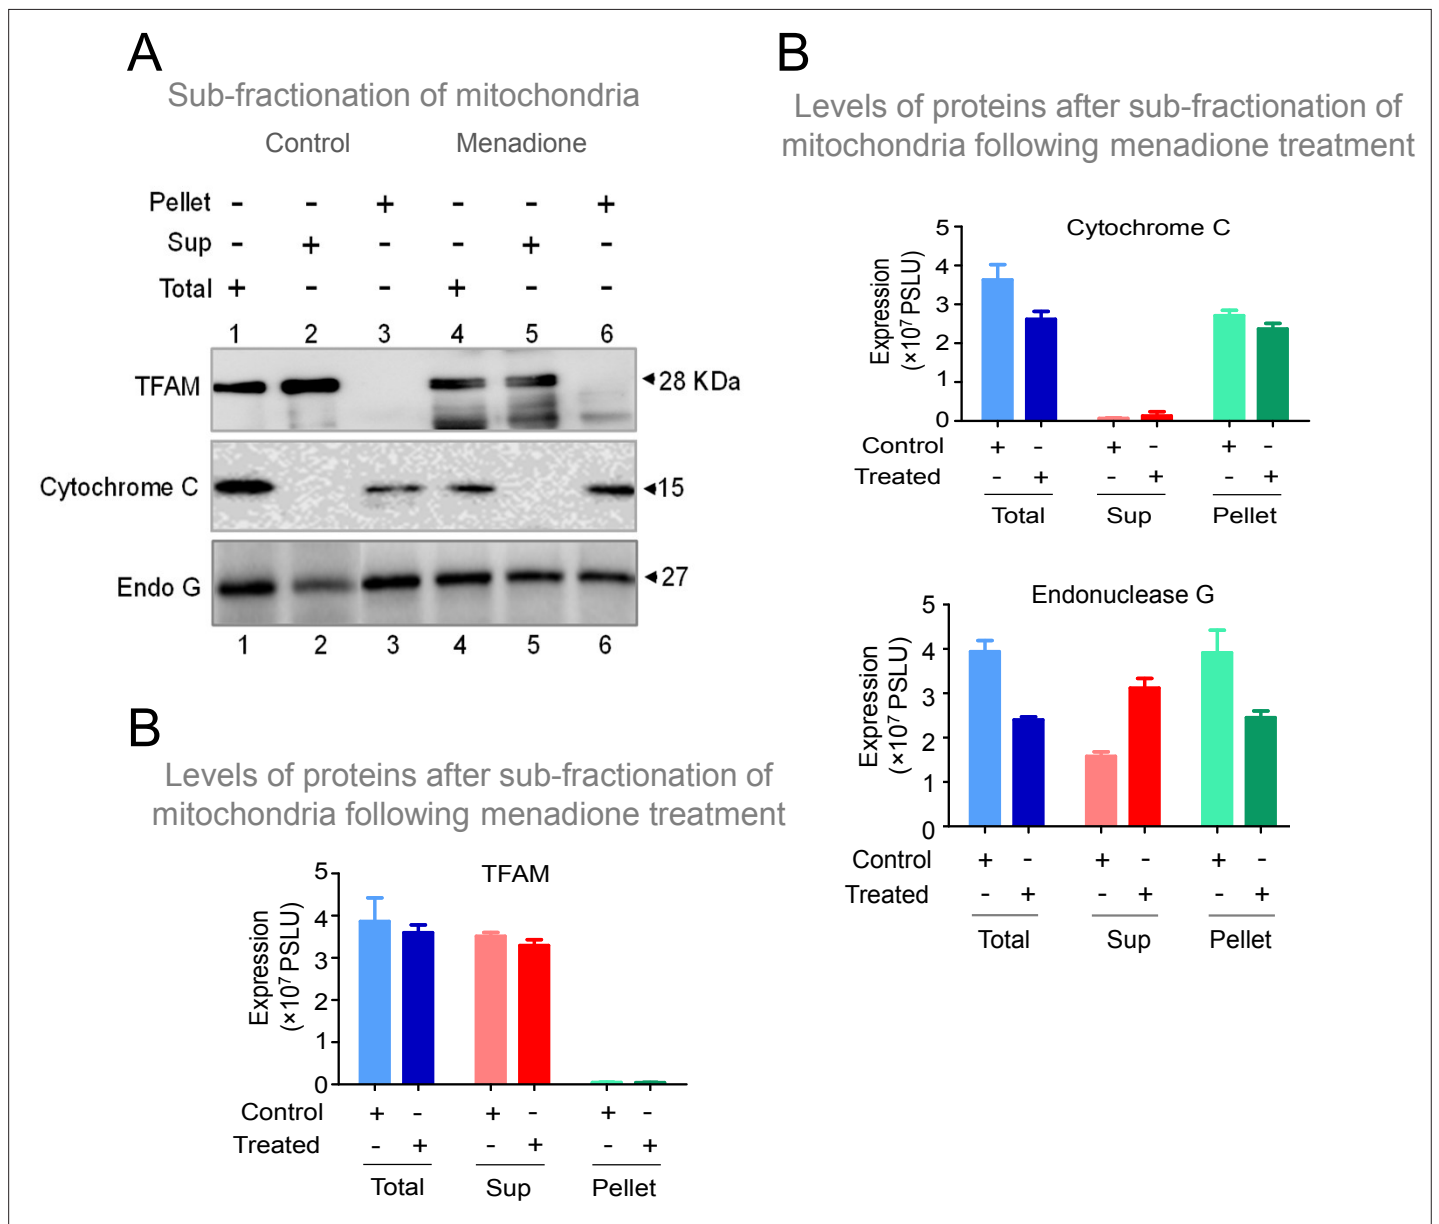 A
Sub-fractionation of mitochondria
Control Menadione
Pellet - - + - - +
Sup - + - - + -
Total + - - + - -
1 2 3 4 5 6
TFAM 28 KDa
Cytochrome C 15
Endo G 27
1 2 3 4 5 6
B
Levels of proteins after sub-fractionation of
mitochondria following menadione treatment
TFAM
Expression
(×10⁷ PSLU)
5
4
3
2
1
0
Control + - + - + -
Treated - + - + - +
Total Sup Pellet
B
Levels of proteins after sub-fractionation of
mitochondria following menadione treatment
Cytochrome C
Expression
(×10⁷ PSLU)
5
4
3
2
1
0
Control + - + - + -
Treated - + - + - +
Total Sup Pellet
Endonuclease G
Expression
(×10⁷ PSLU)
5
4
3
2
1
0
Control + - + - + -
Treated - + - + - +
Total Sup Pellet